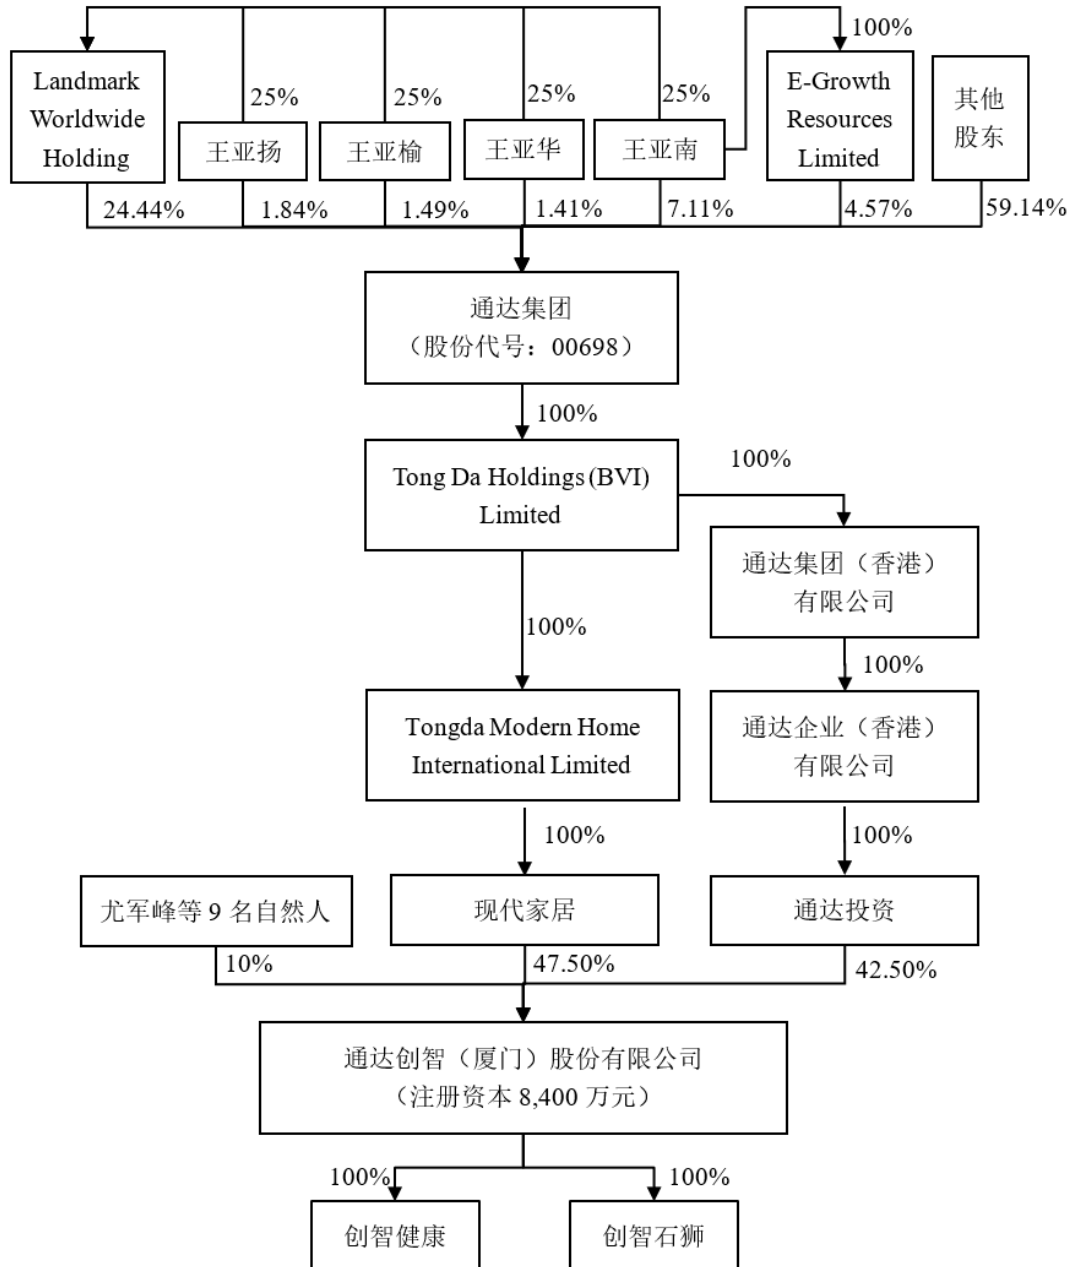 100%
Landmark
Worldwide
Holding
25%
25%
25%
25%
E-Growth
Resources
Limited
其他
股东
王亚扬
王亚榆
王亚华
王亚南
24.44%
1.84%
1.49%
1.41%
7.11%
4.57%
59.14%
通达集团
（股份代号：00698）
100%
Tong Da Holdings (BVI)
Limited
100%
通达集团（香港）
有限公司
100%
100%
Tongda Modern Home
International Limited
通达企业（香港）
有限公司
100%
100%
尤军峰等 9 名自然人
现代家居
通达投资
10%
47.50%
42.50%
通达创智（厦门）股份有限公司
（注册资本 8,400 万元）
100%
100%
创智健康
创智石狮